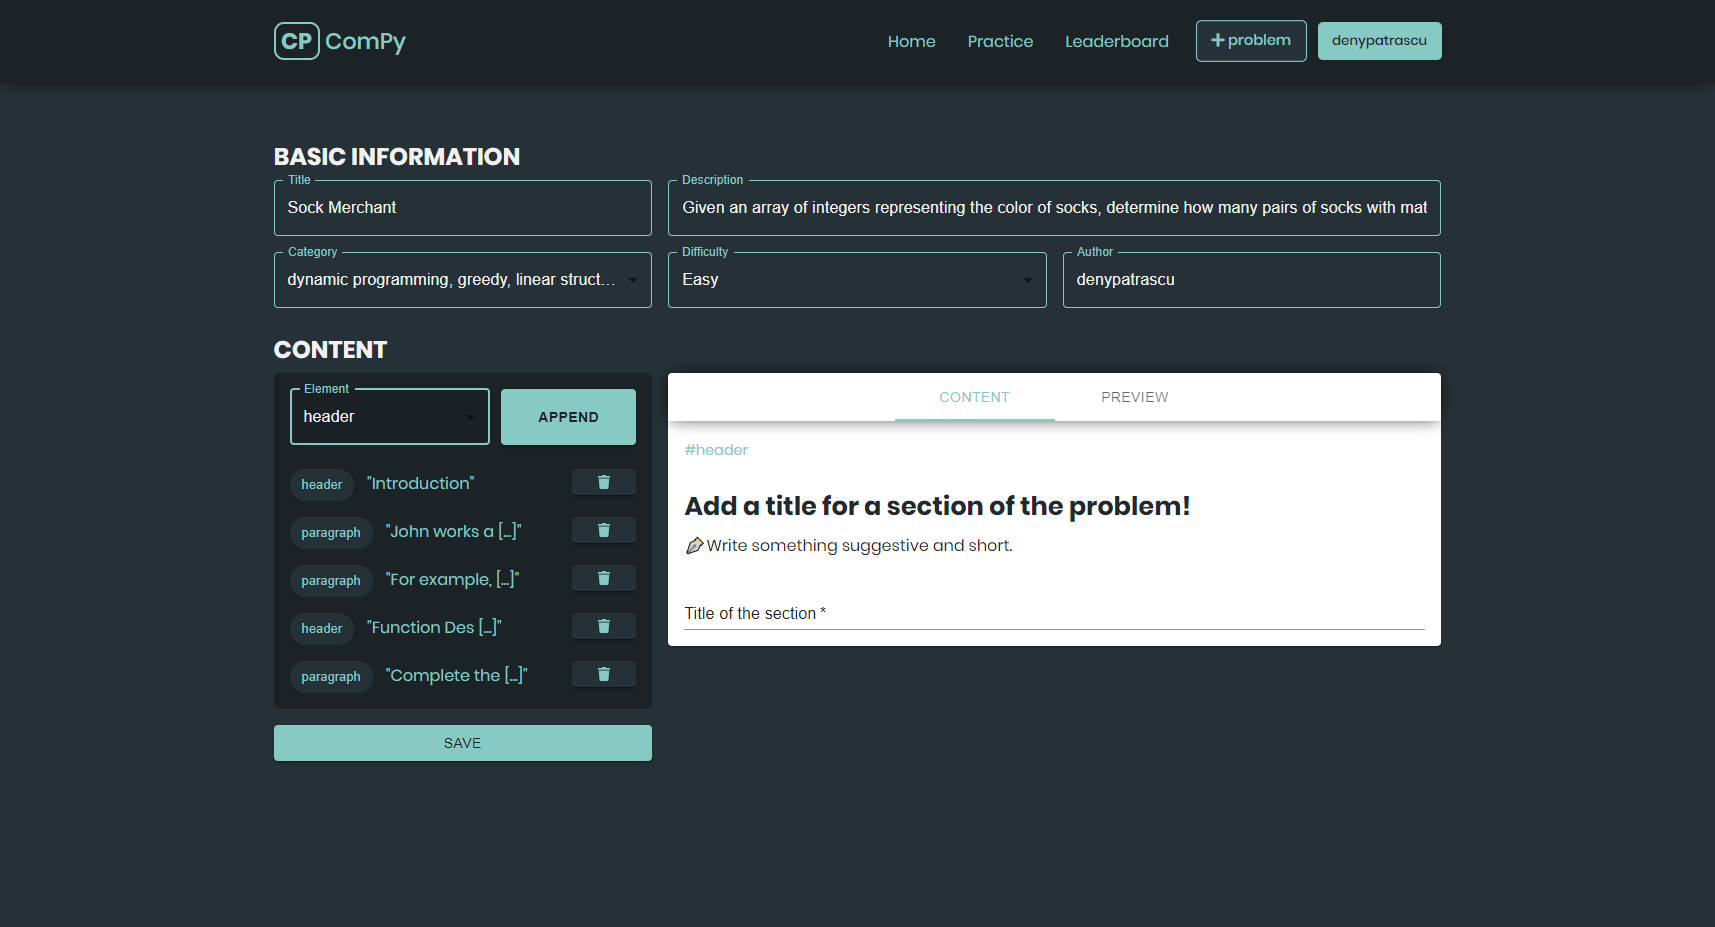 CP ComPy
Home Practice Leaderboard +problem denypatrascu
BASIC INFORMATION
Title
Sock Merchant
Description
Given an array of integers representing the color of socks, determine how many pairs of socks with mat
Category
dynamic programming, greedy, linear struct...
Difficulty
Easy
Author
denypatrascu
CONTENT
Element
header
APPEND
header "Introduction"
paragraph "John works a [...]"
paragraph "For example, [...]"
header "Function Des [...]"
paragraph "Complete the [...]"
SAVE
CONTENT PREVIEW
#header
Add a title for a section of the problem!
Write something suggestive and short.
Title of the section *